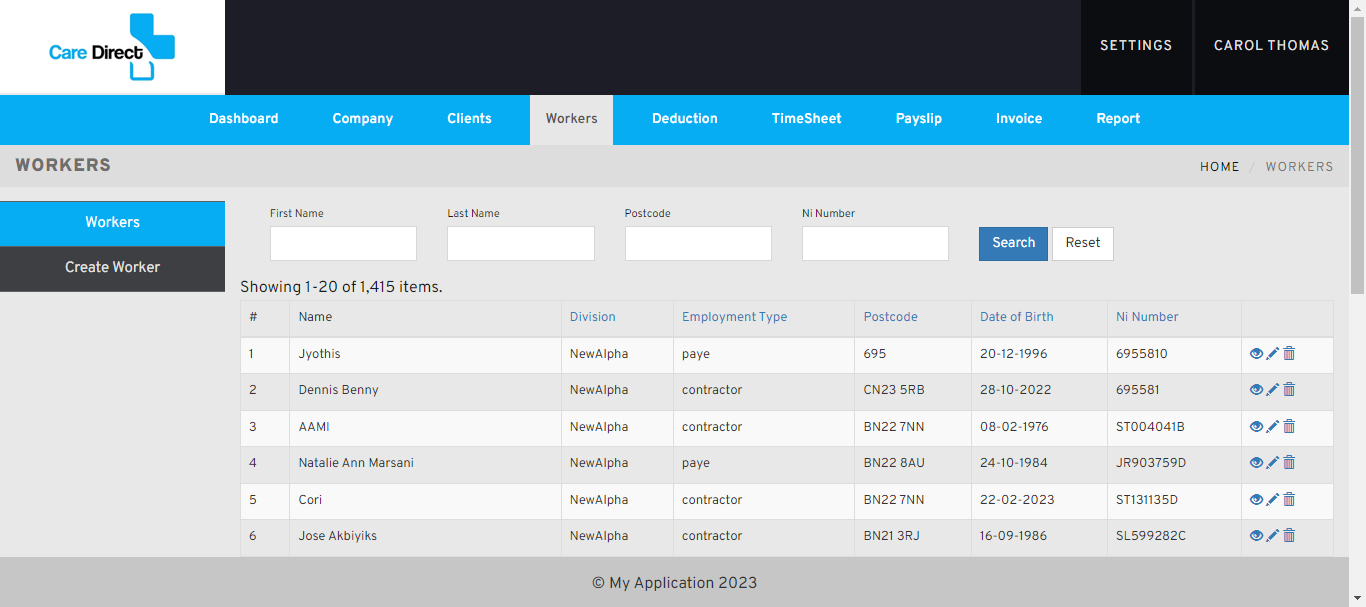 Care Direct
SETTINGS CAROL THOMAS
Dashboard Company Clients Workers Deduction TimeSheet Payslip Invoice Report
WORKERS HOME / WORKERS
Workers
Create Worker
First Name Last Name Postcode Ni Number
Search Reset
Showing 1-20 of 1,415 items.
# Name Division Employment Type Postcode Date of Birth Ni Number
1 Jyothis NewAlpha paye 695 20-12-1996 6955810
2 Dennis Benny NewAlpha contractor CN23 5RB 28-10-2022 695581
3 AAMI NewAlpha contractor BN22 7NN 08-02-1976 ST004041B
4 Natalie Ann Marsani NewAlpha paye BN22 8AU 24-10-1984 JR903759D
5 Cori NewAlpha contractor BN22 7NN 22-02-2023 ST131135D
6 Jose Akbiyiks NewAlpha contractor BN21 3RJ 16-09-1986 SL599282C
© My Application 2023